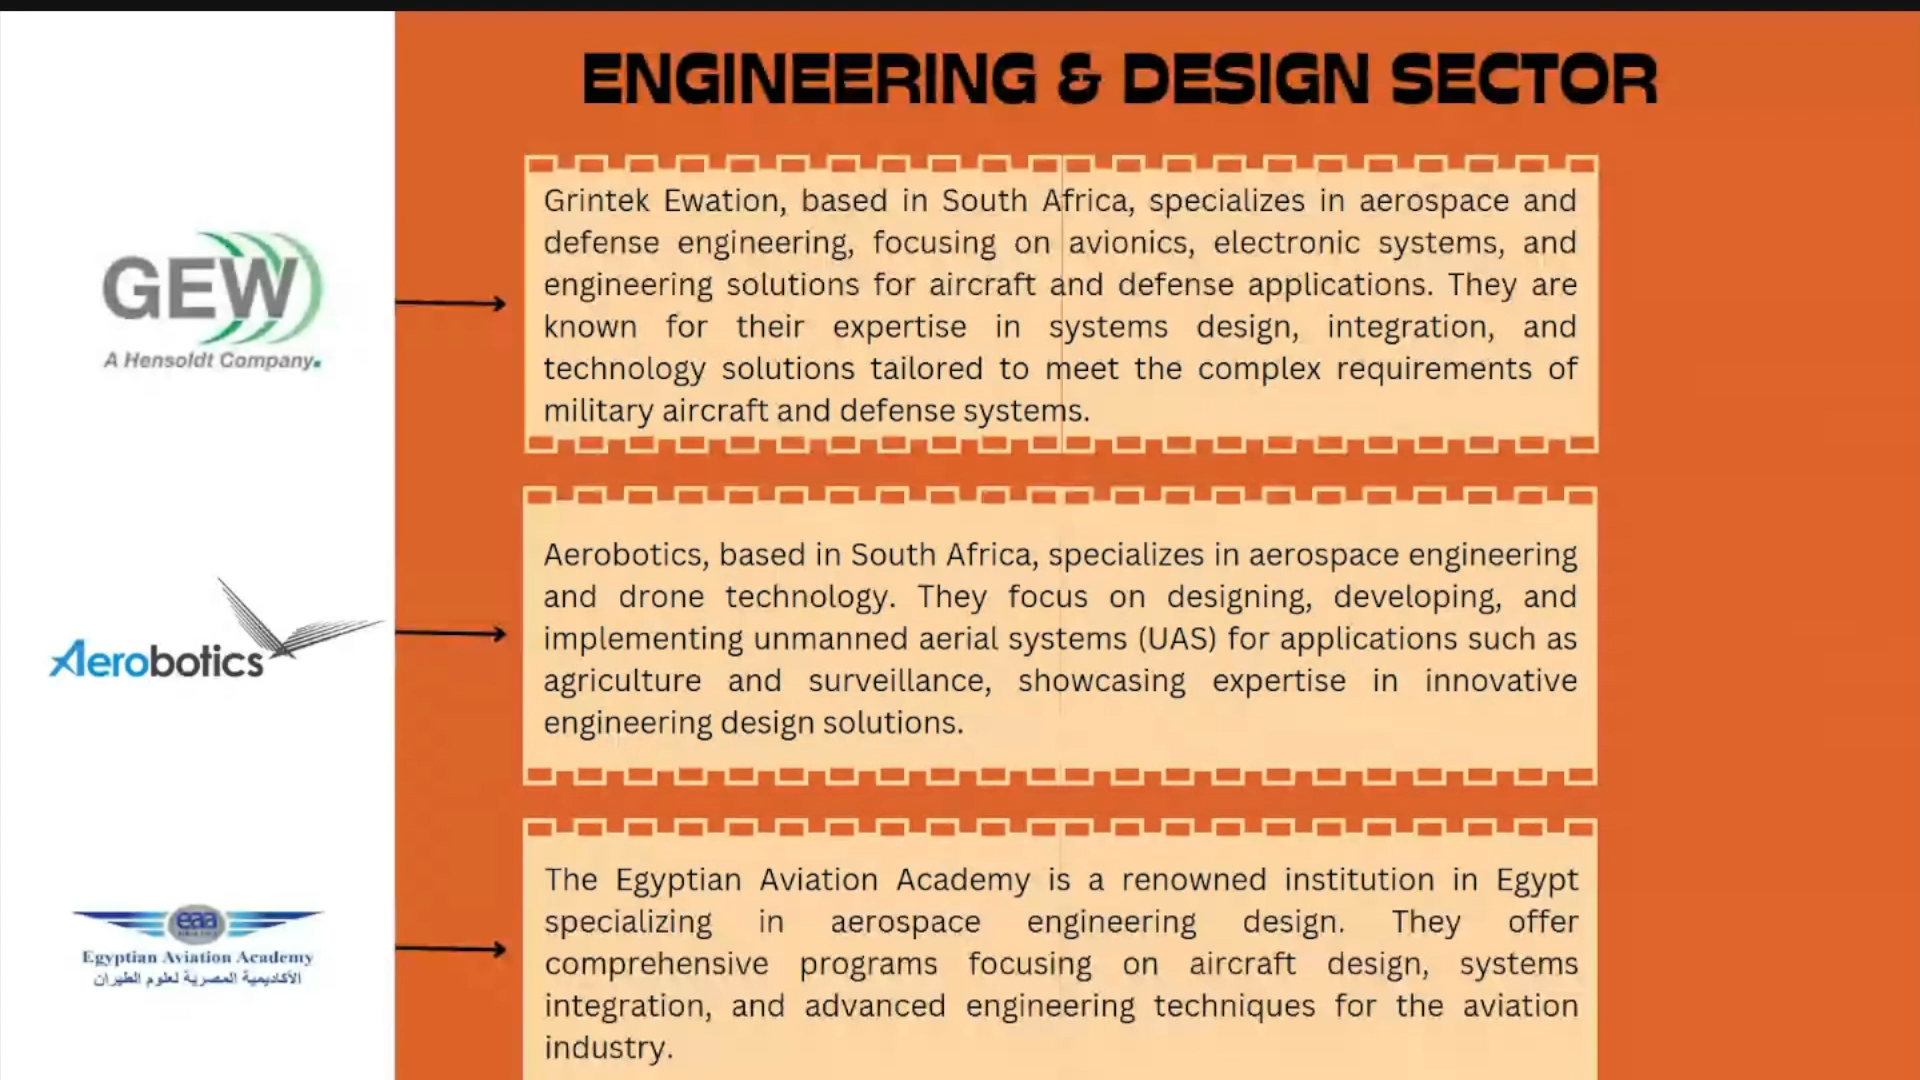 ENGINEERING & DESIGN SECTOR
GEW
A Hensoldt Company.
Grintek Ewation, based in South Africa, specializes in aerospace and
defense engineering, focusing on avionics, electronic systems, and
engineering solutions for aircraft and defense applications. They are
known for their expertise in systems design, integration, and
technology solutions tailored to meet the complex requirements of
military aircraft and defense systems.
Aerobotics
Aerobotics, based in South Africa, specializes in aerospace engineering
and drone technology. They focus on designing, developing, and
implementing unmanned aerial systems (UAS) for applications such as
agriculture and surveillance, showcasing expertise in innovative
engineering design solutions.
eaa
Egyptian Aviation Academy
الأكاديمية المصرية لعلوم الطيران
The Egyptian Aviation Academy is a renowned institution in Egypt
specializing in aerospace engineering design. They offer
comprehensive programs focusing on aircraft design, systems
integration, and advanced engineering techniques for the aviation
industry.